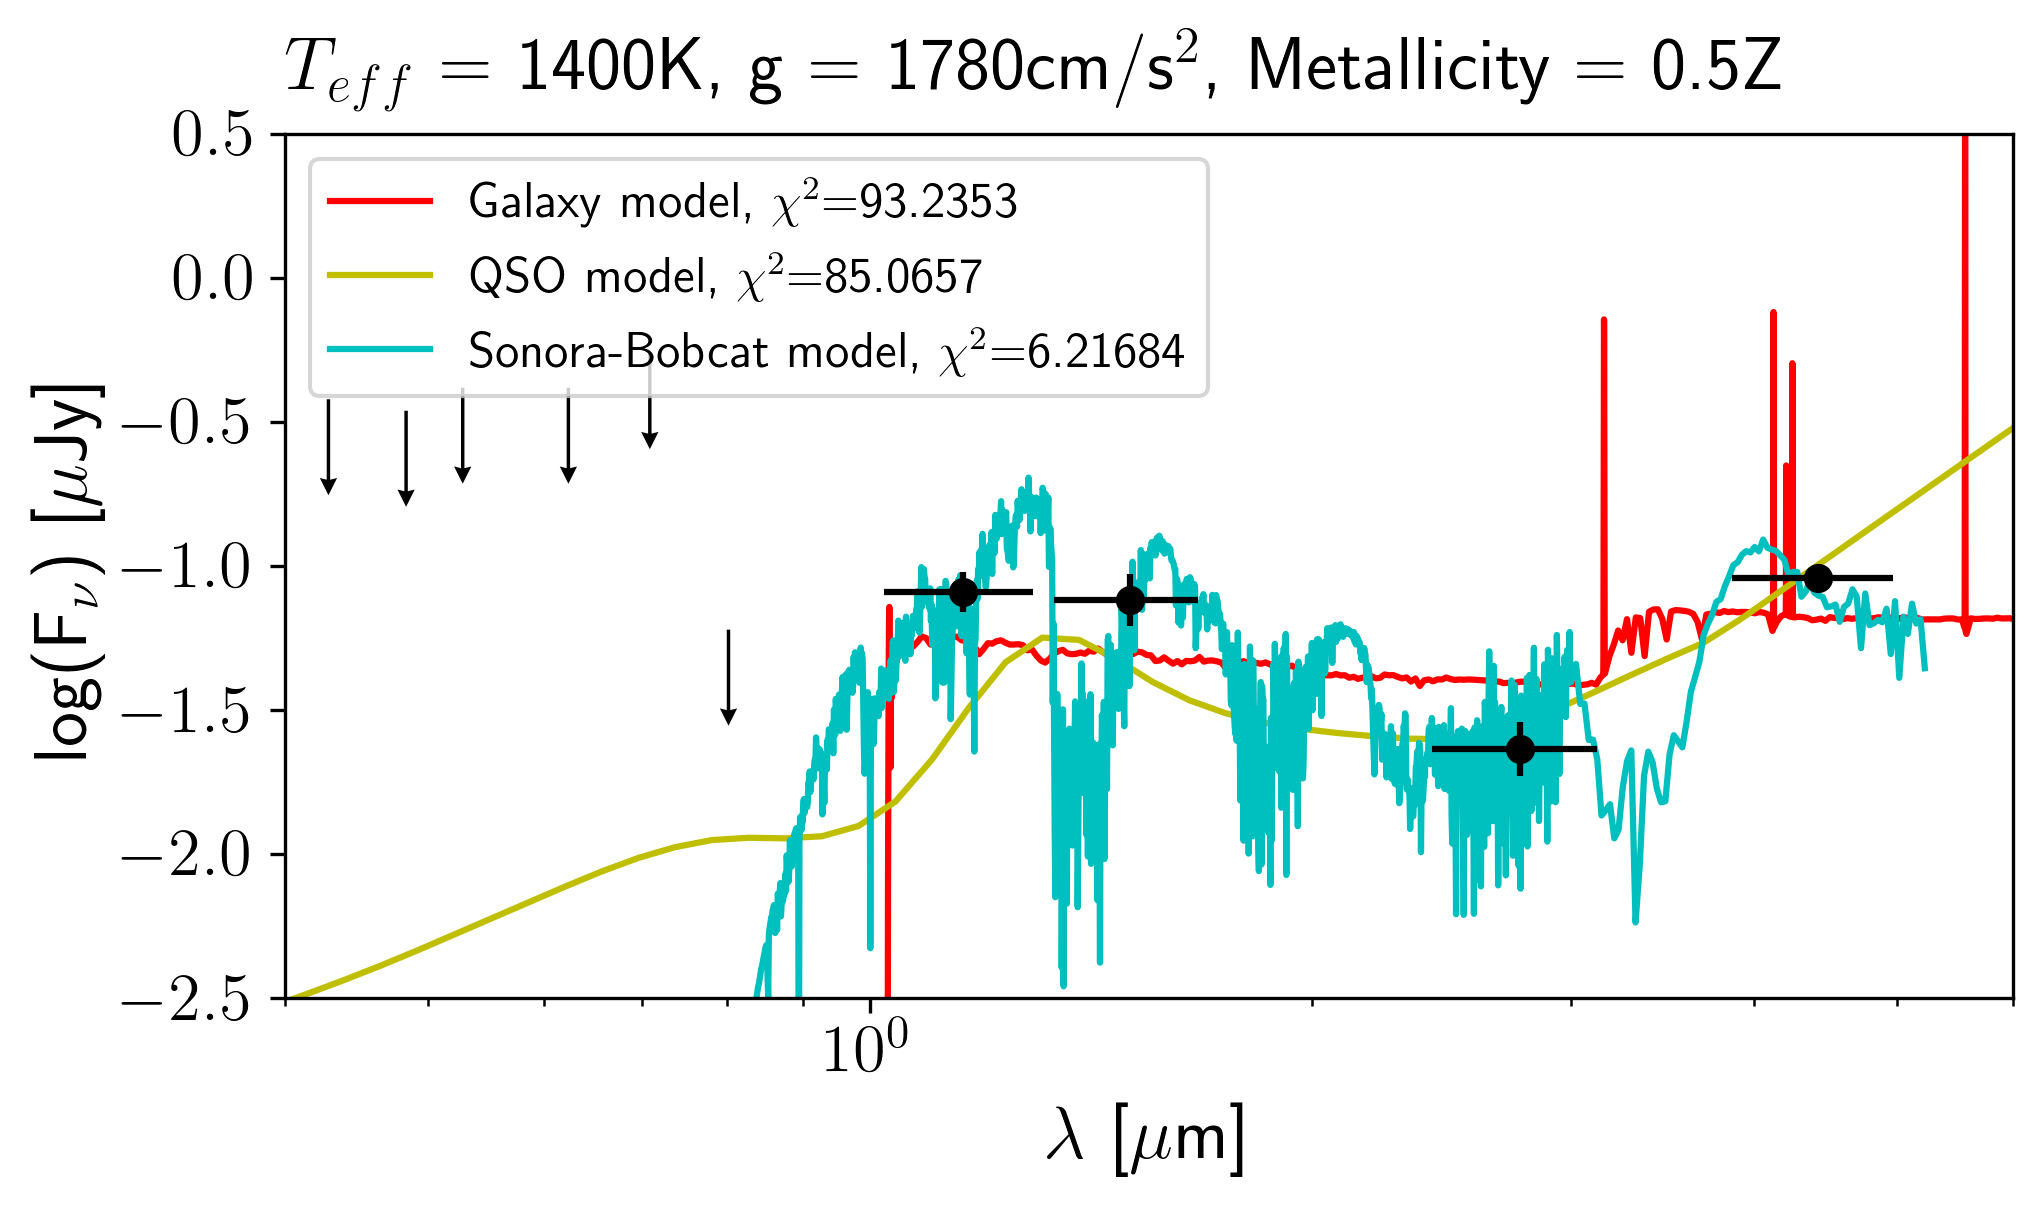 T_eff = 1400K, g = 1780cm/s², Metallicity = 0.5Z
0.5
0.0
−0.5
−1.0
−1.5
−2.0
−2.5
log(F_ν) [μJy]
Galaxy model, χ²=93.2353
QSO model, χ²=85.0657
Sonora-Bobcat model, χ²=6.21684
10⁰
λ [μm]